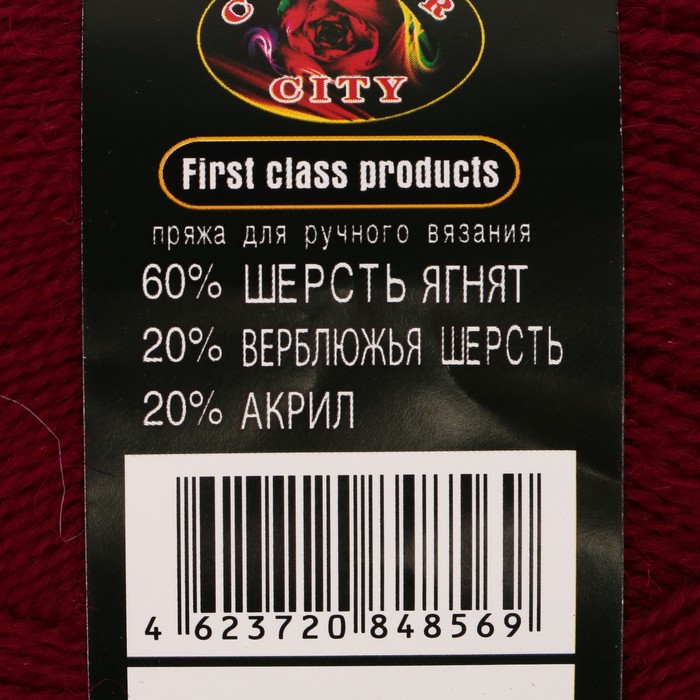 CITY
First class products
пряжа для ручного вязания
60% ШЕРСТЬ ЯГНЯТ
20% ВЕРБЛЮЖЬЯ ШЕРСТЬ
20% АКРИЛ
4 623720 848569